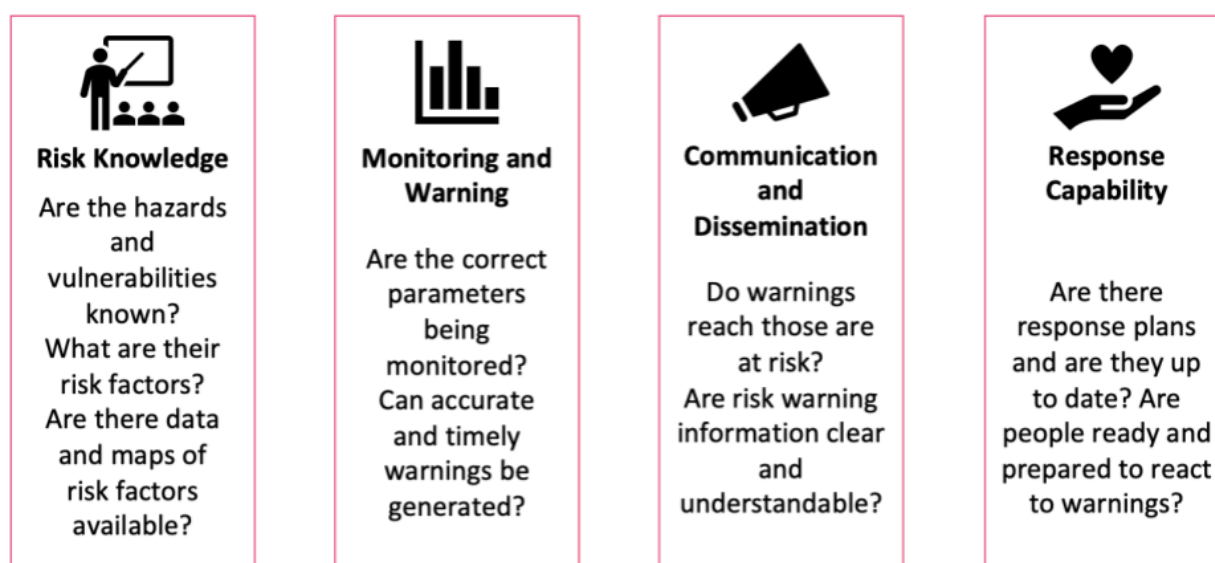 Risk Knowledge
Are the hazards
and
vulnerabilities
known?
What are their
risk factors?
Are there data
and maps of
risk factors
available?
Monitoring and
Warning
Are the correct
parameters
being
monitored?
Can accurate
and timely
warnings be
generated?
Communication
and
Dissemination
Do warnings
reach those are
at risk?
Are risk warning
information clear
and
understandable?
Response
Capability
Are there
response plans
and are they up
to date? Are
people ready and
prepared to react
to warnings?